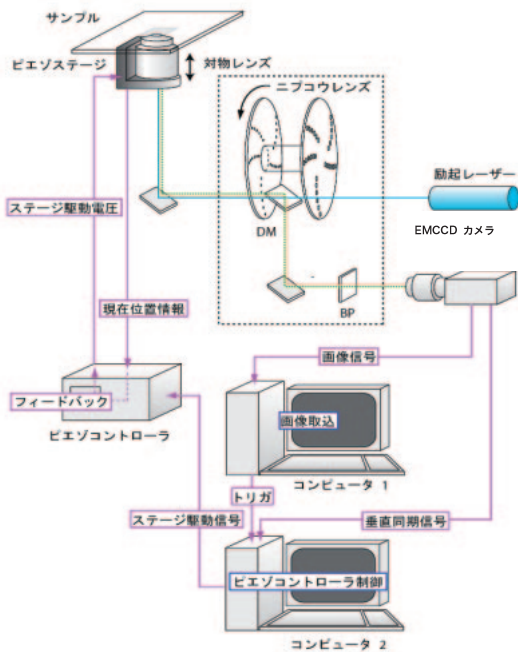 サンプル
ピエゾステージ
対物レンズ
ニプコウレンズ
ステージ駆動電圧
励起レーザー
DM
EMCCD カメラ
現在位置情報
BP
画像信号
フィードバック
ピエゾコントローラ
画像取込
コンピュータ 1
トリガ
ステージ駆動信号
垂直同期信号
ピエゾコントローラ制御
コンピュータ 2